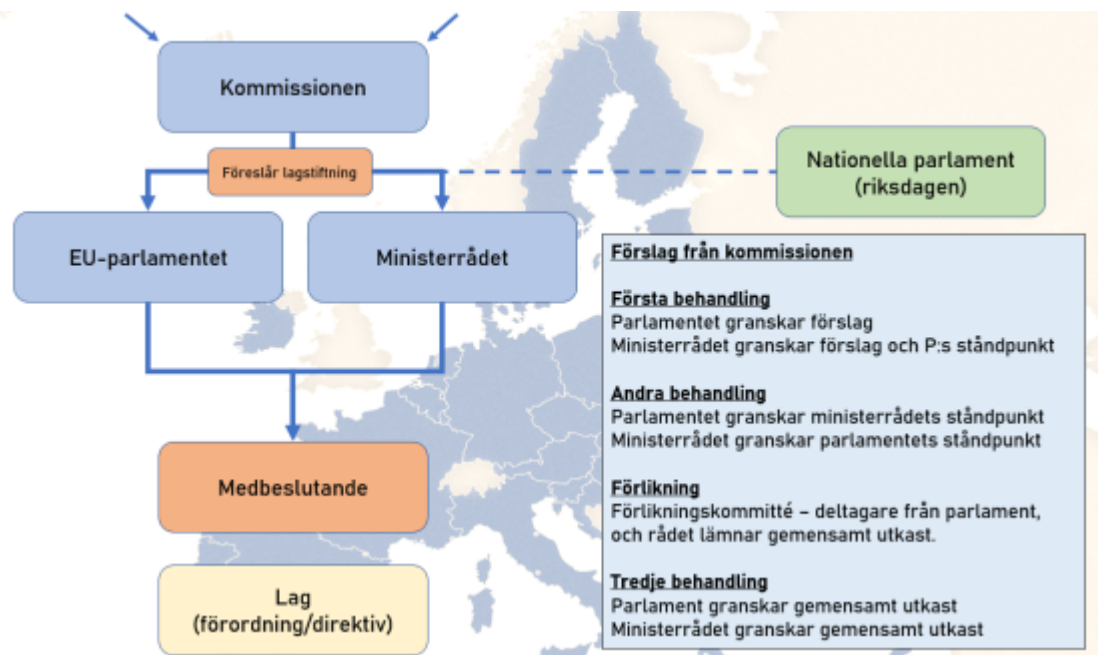 Kommissionen
Föreslår lagstiftning
Nationella parlament
(riksdagen)
EU-parlamentet
Ministerrådet
Förslag från kommissionen
Första behandling
Parlamentet granskar förslag
Ministerrådet granskar förslag och P:s ståndpunkt
Andra behandling
Parlamentet granskar ministerrådets ståndpunkt
Ministerrådet granskar parlamentets ståndpunkt
Förlikning
Förlikningskommitté – deltagare från parlament,
och rådet lämnar gemensamt utkast.
Tredje behandling
Parlament granskar gemensamt utkast
Ministerrådet granskar gemensamt utkast
Medbeslutande
Lag
(förordning/direktiv)